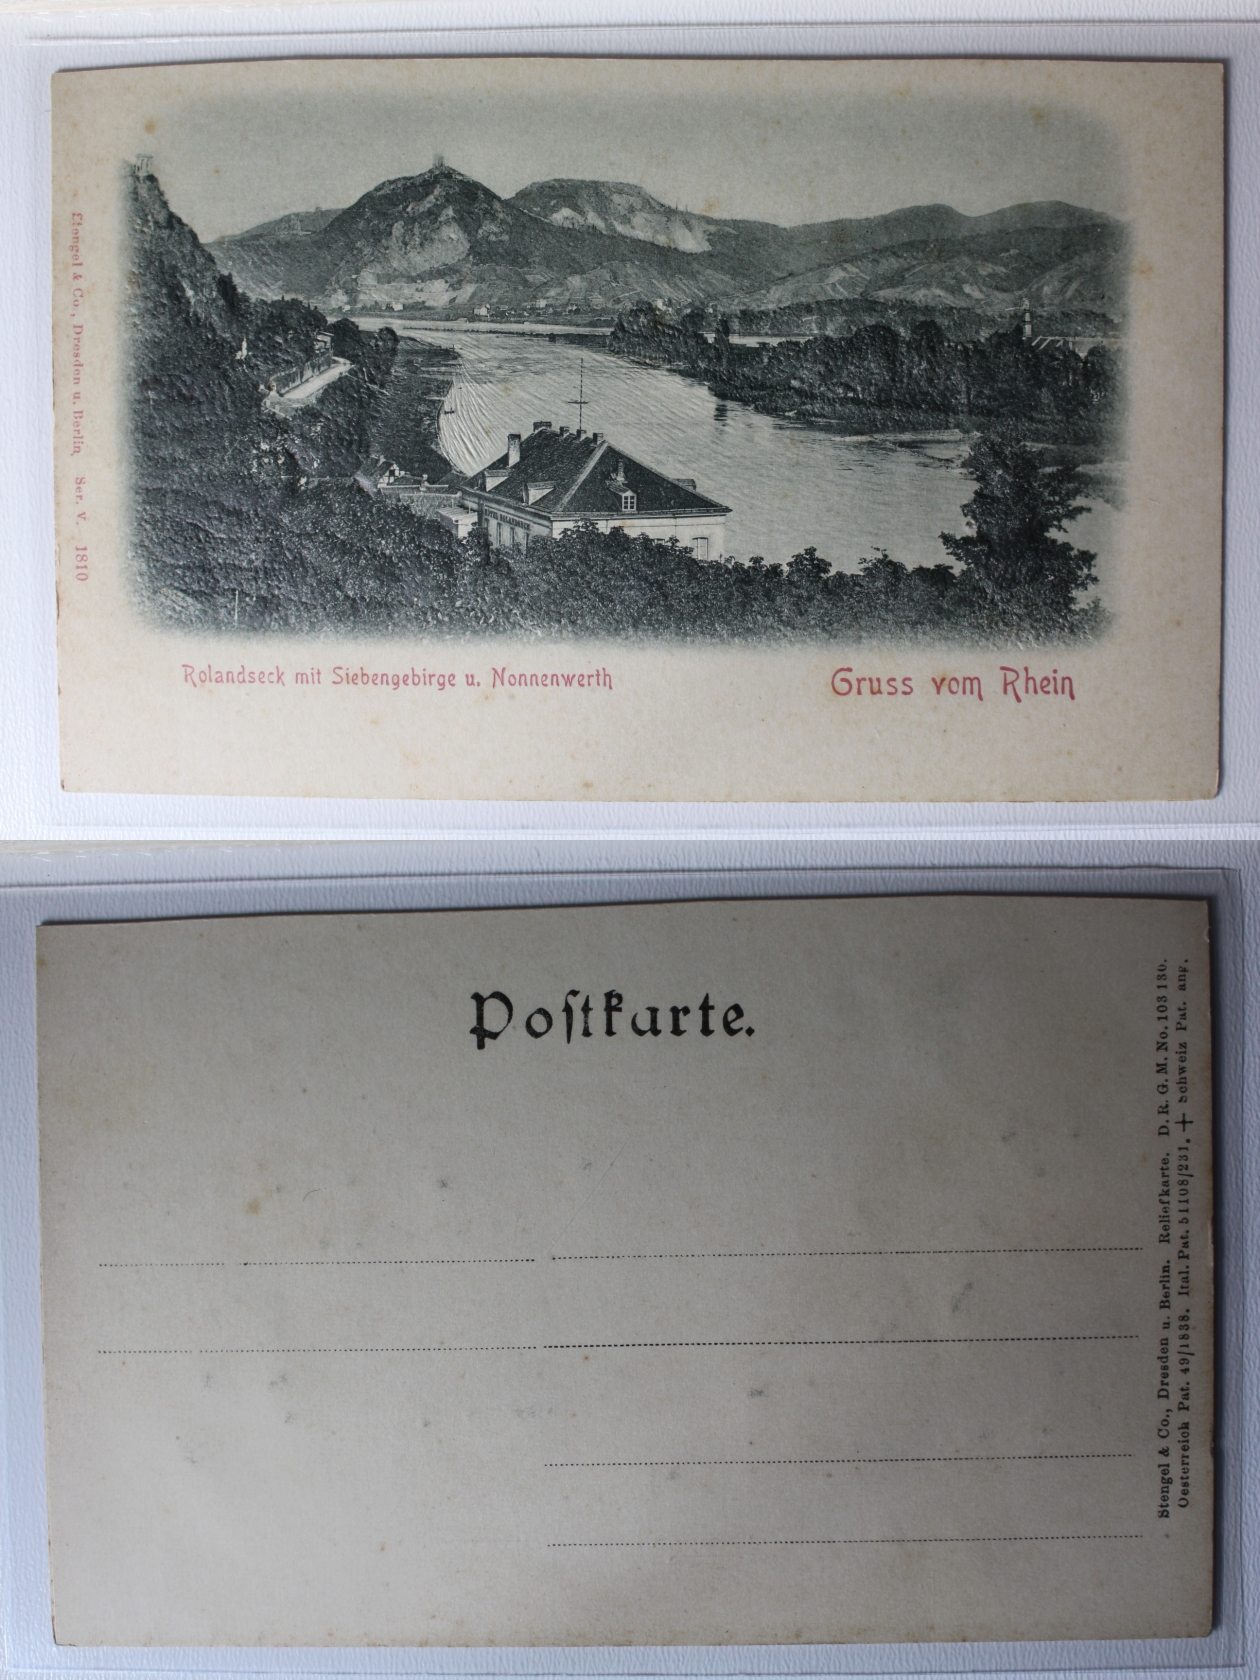 Stengel & Co., Dresden u. Berlin, Ser. V. 1810
Rolandseck mit Siebengebirge u. Nonnenwerth
Gruss vom Rhein
Poſtkarte.
Stengel & Co., Dresden u. Berlin. Reliefkarte. D. R. G. M. No. 103 130.
Oesterreich Pat. 49/1838. Ital. Pat. 51108/231. + Schweiz Pat. ang.